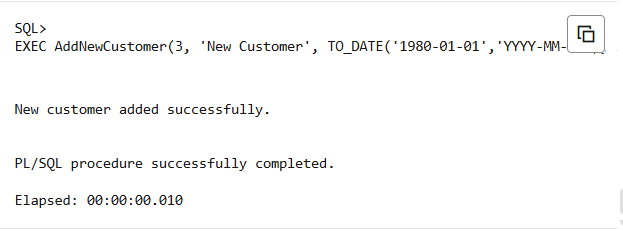 SQL>
EXEC AddNewCustomer(3, 'New Customer', TO_DATE('1980-01-01','YYYY-MM-
New customer added successfully.
PL/SQL procedure successfully completed.
Elapsed: 00:00:00.010